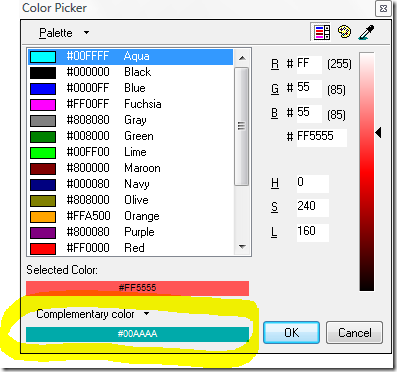 Color Picker
Palette
#00FFFF Aqua
#000000 Black
#0000FF Blue
#FF00FF Fuchsia
#808080 Gray
#008000 Green
#00FF00 Lime
#800000 Maroon
#000080 Navy
#808000 Olive
#FFA500 Orange
#800080 Purple
#FF0000 Red
R # FF (255)
G # 55 (85)
B # 55 (85)
# FF5555
H 0
S 240
L 160
Selected Color:
#FF5555
Complementary color
#00AAAA
OK Cancel